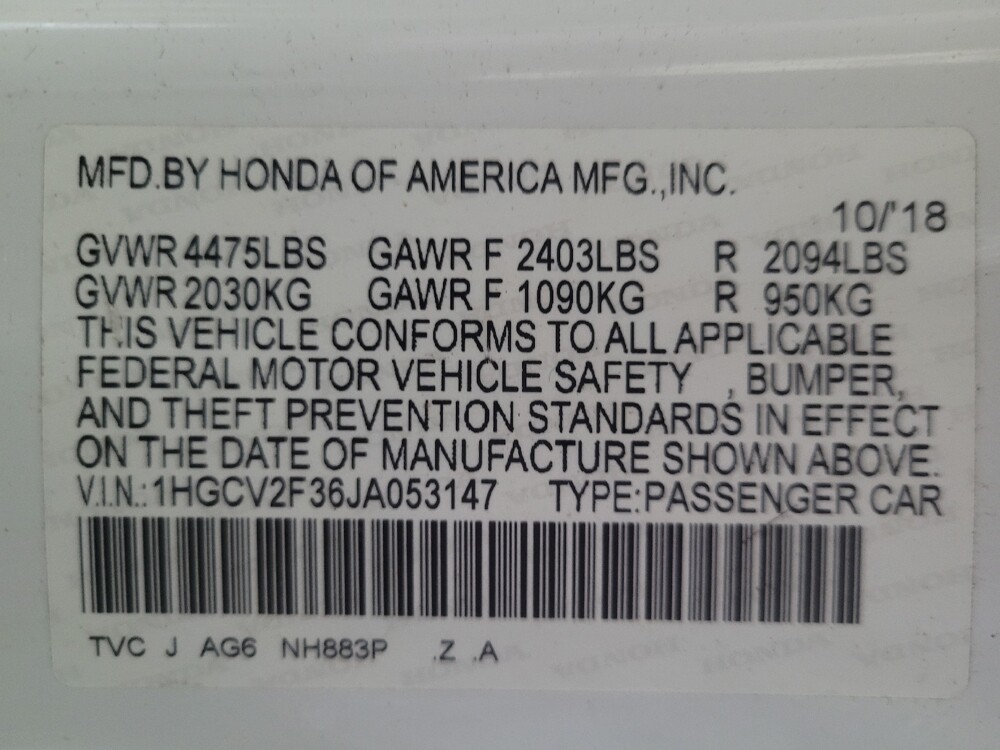 MFD.BY HONDA OF AMERICA MFG.,INC.
10/'18
GVWR 4475LBS GAWR F 2403LBS R 2094LBS
GVWR 2030KG GAWR F 1090KG R 950KG
THIS VEHICLE CONFORMS TO ALL APPLICABLE
FEDERAL MOTOR VEHICLE SAFETY , BUMPER,
AND THEFT PREVENTION STANDARDS IN EFFECT
ON THE DATE OF MANUFACTURE SHOWN ABOVE.
V.I.N.: 1HGCV2F36JA053147 TYPE:PASSENGER CAR
TVC J AG6 NH883P .Z .A